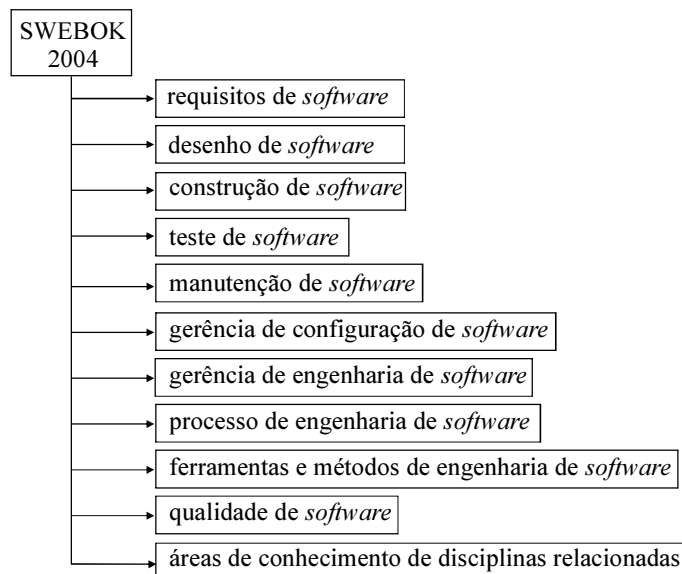 SWEBOK
2004
requisitos de software
desenho de software
construção de software
teste de software
manutenção de software
gerência de configuração de software
gerência de engenharia de software
processo de engenharia de software
ferramentas e métodos de engenharia de software
qualidade de software
áreas de conhecimento de disciplinas relacionadas